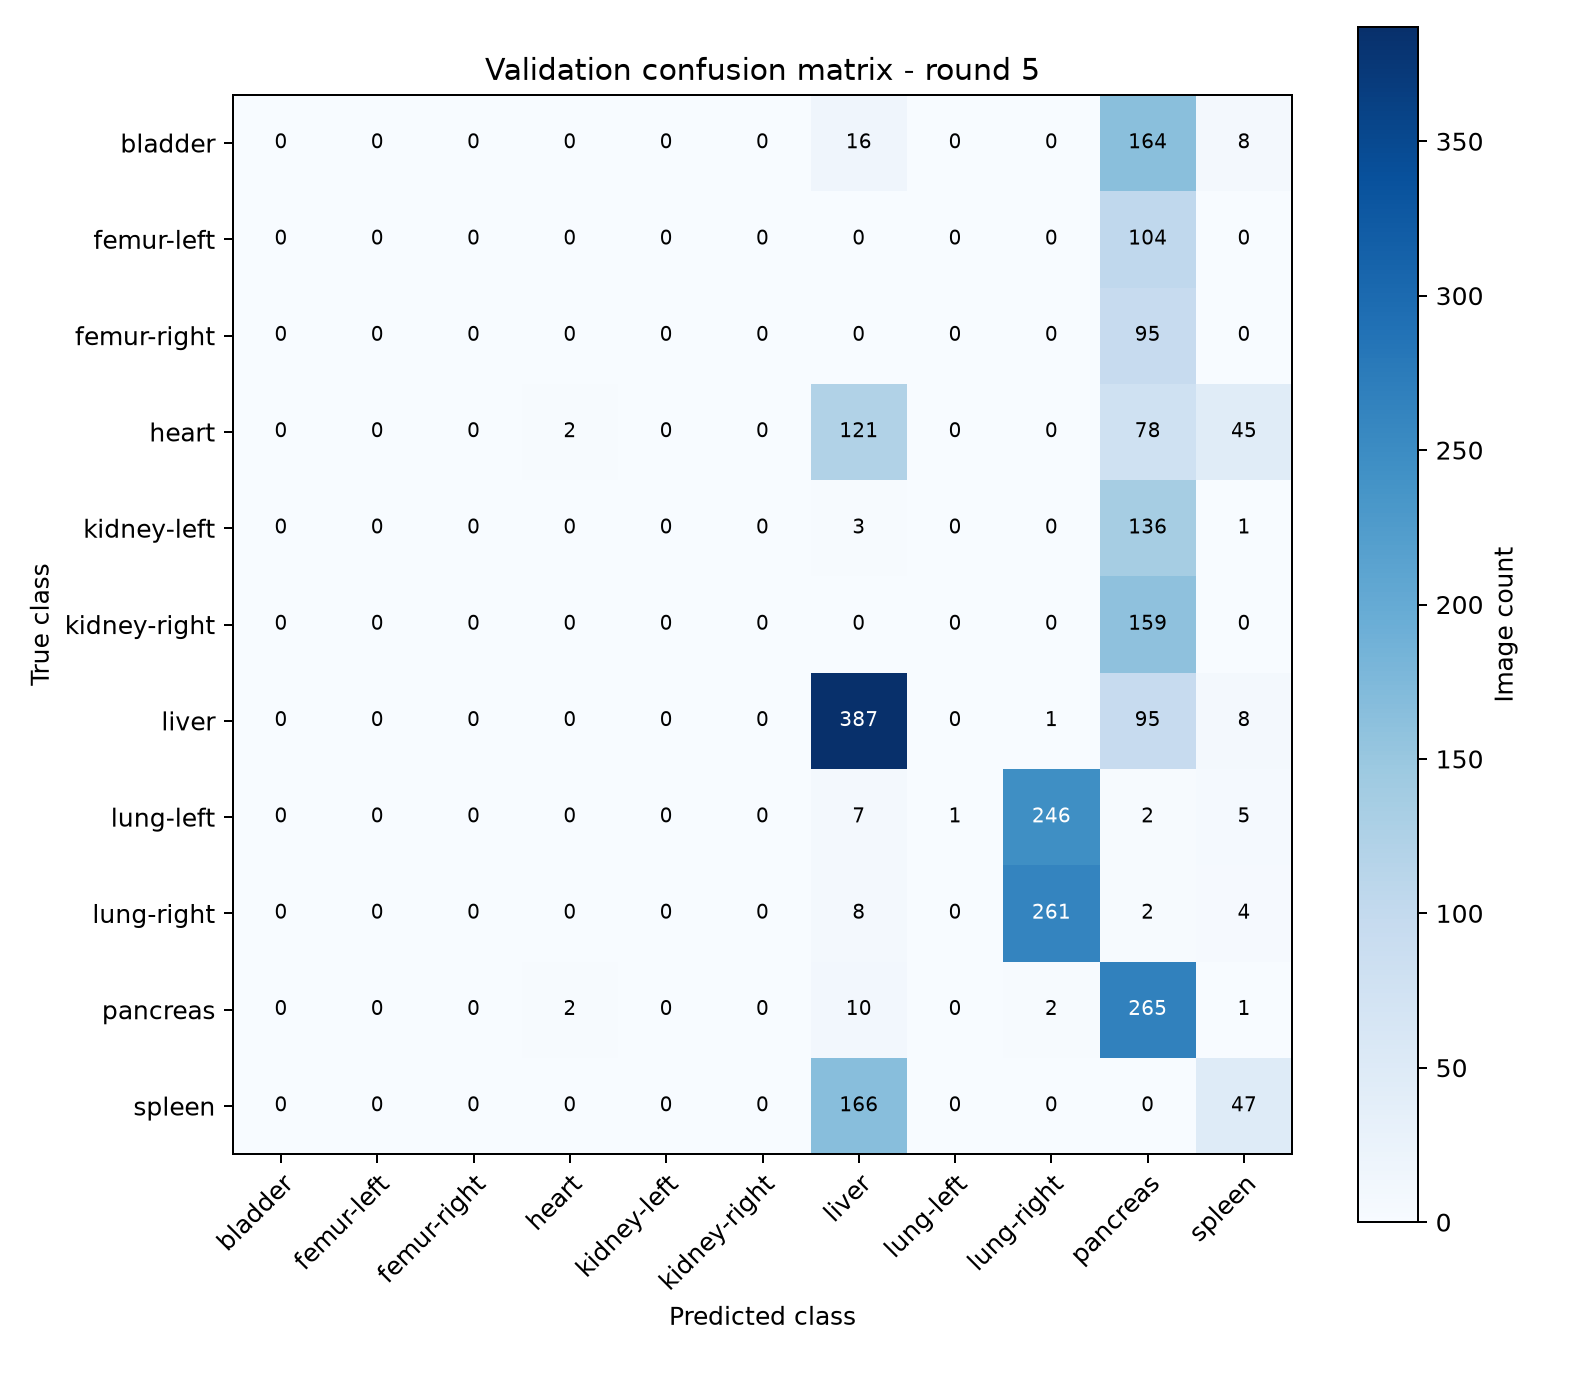 Validation confusion matrix - round 5
bladder 0 0 0 0 0 0 16 0 0 164 8
femur-left 0 0 0 0 0 0 0 0 0 104 0
femur-right 0 0 0 0 0 0 0 0 0 95 0
heart 0 0 0 2 0 0 121 0 0 78 45
kidney-left 0 0 0 0 0 0 3 0 0 136 1
kidney-right 0 0 0 0 0 0 0 0 0 159 0
liver 0 0 0 0 0 0 387 0 1 95 8
lung-left 0 0 0 0 0 0 7 1 246 2 5
lung-right 0 0 0 0 0 0 8 0 261 2 4
pancreas 0 0 0 2 0 0 10 0 2 265 1
spleen 0 0 0 0 0 0 166 0 0 0 47
bladder femur-left femur-right heart kidney-left kidney-right liver lung-left lung-right pancreas spleen
Predicted class
True class
350
300
250
200
150
100
50
0
Image count